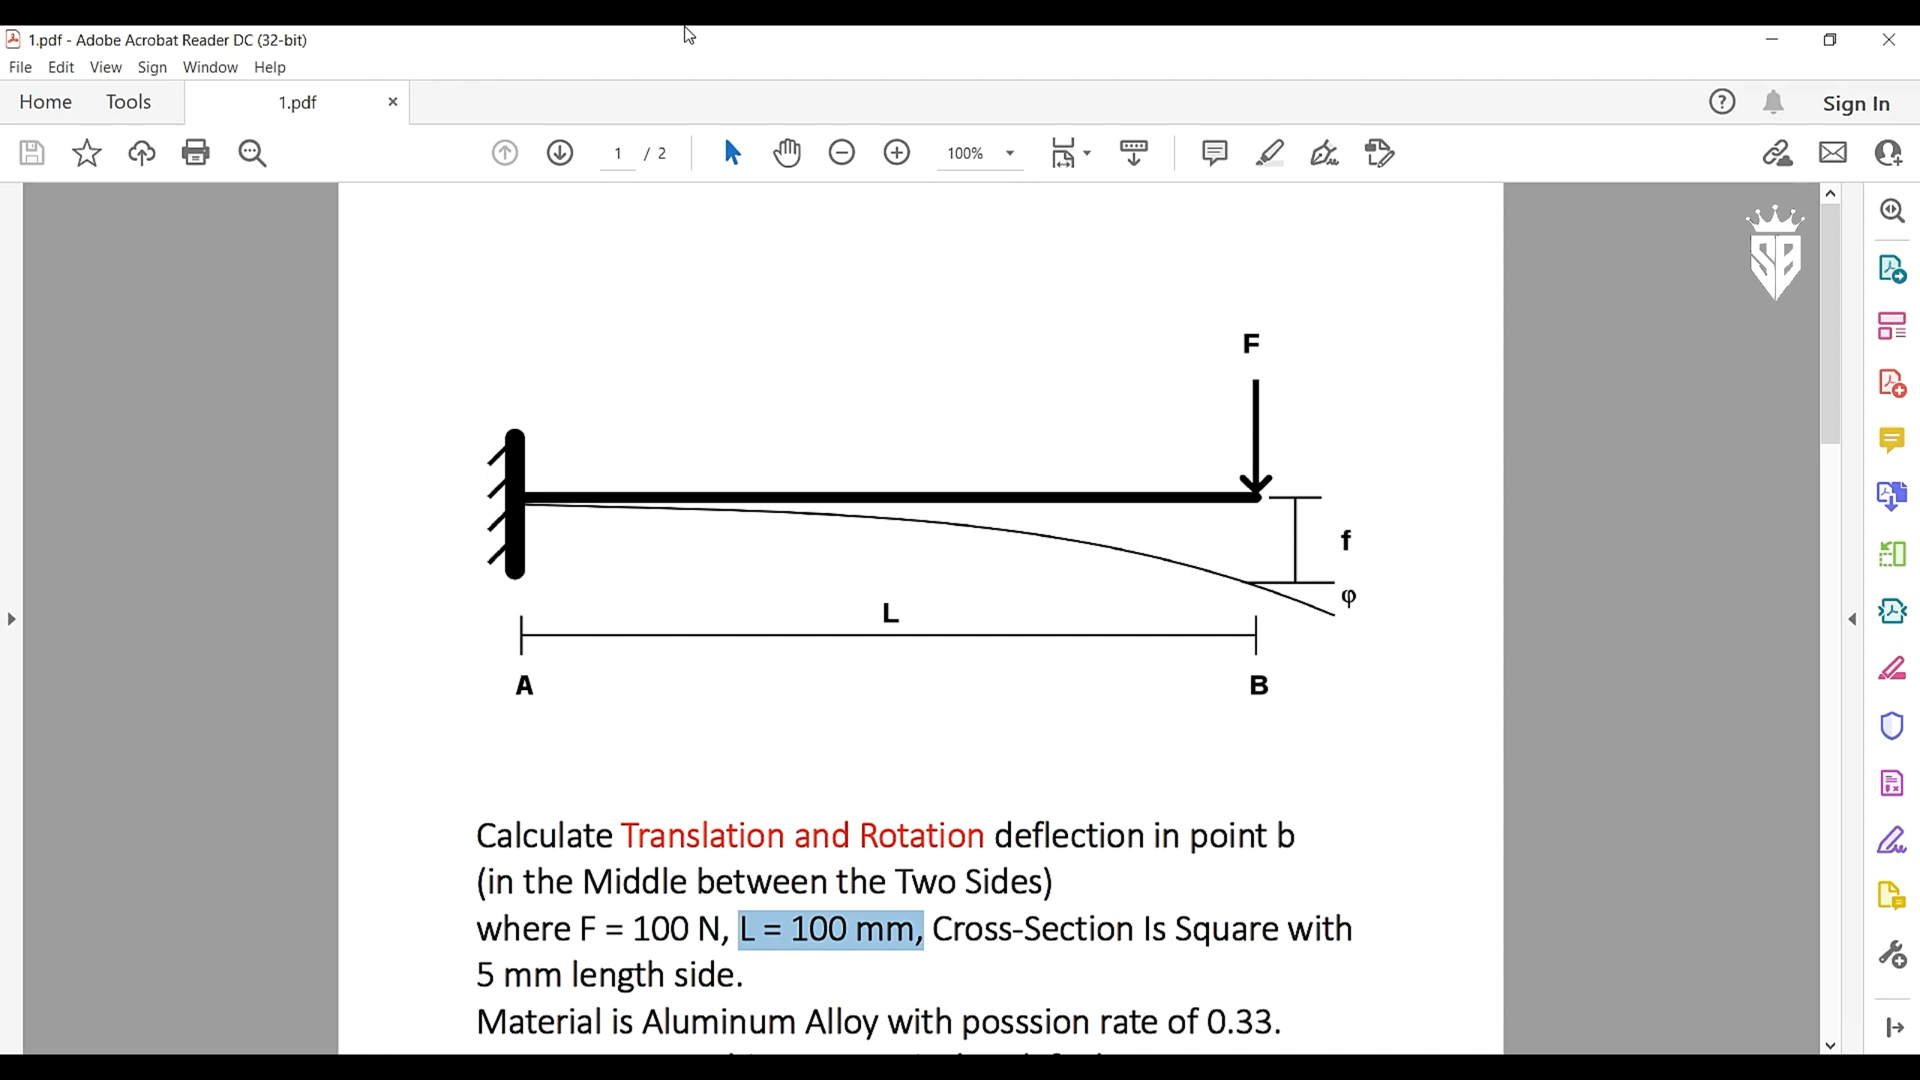 1.pdf - Adobe Acrobat Reader DC (32-bit)
File Edit View Sign Window Help
Home Tools 1.pdf × Sign In
1 / 2 100%
F
f
φ
L
A B
Calculate Translation and Rotation deflection in point b
(in the Middle between the Two Sides)
where F = 100 N, L = 100 mm, Cross-Section Is Square with
5 mm length side.
Material is Aluminum Alloy with posssion rate of 0.33.
SB